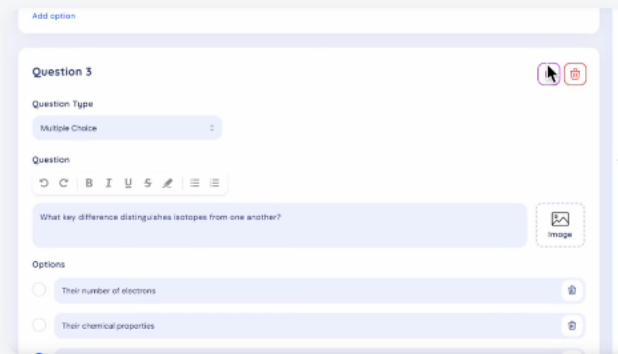 Add option
Question 3
Question Type
Multiple Choice
Question
B I U S
What key difference distinguishes isotopes from one another?
Image
Options
Their number of electrons
Their chemical properties